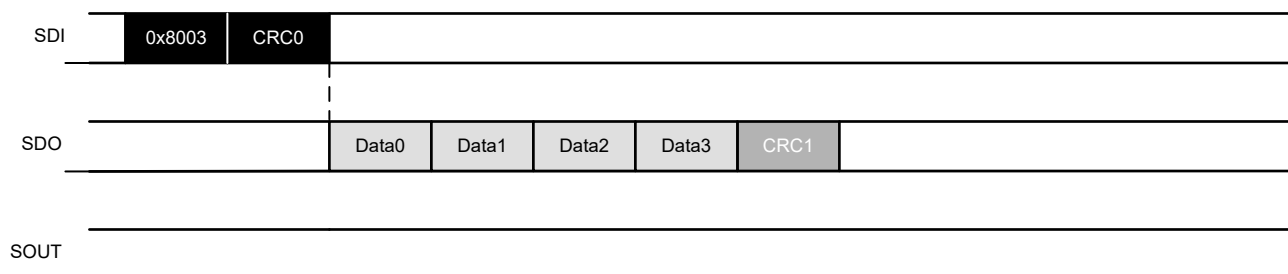 SDI 0x8003 CRC0
SDO Data0 Data1 Data2 Data3 CRC1
SOUT